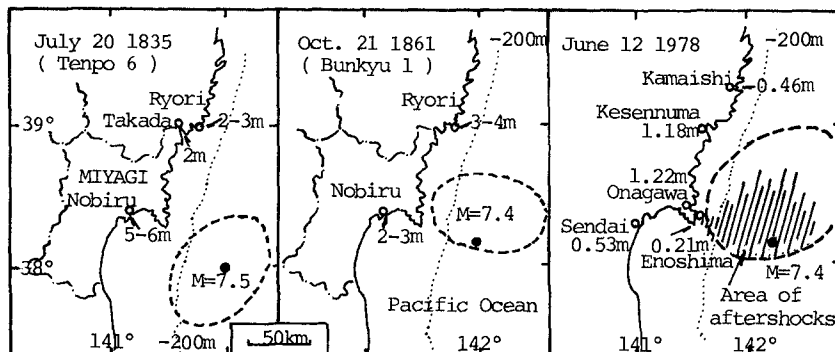 July 20 1835
( Tenpo 6 )
Ryori
Takada
2-3m
39°
2m
MIYAGI
Nobiru
5-6m
38°
M=7.5
141°
-200m
50km
Oct. 21 1861
( Bunkyu 1 )
-200m
Ryori
3-4m
Nobiru
M=7.4
2-3m
Pacific Ocean
142°
June 12 1978
-200m
Kamaishi
0.46m
Kesennuma
1.18m
1.22m
Onagawa
Sendai
0.53m
0.21m
Enoshima
M=7.4
Area of
aftershocks
141°
142°